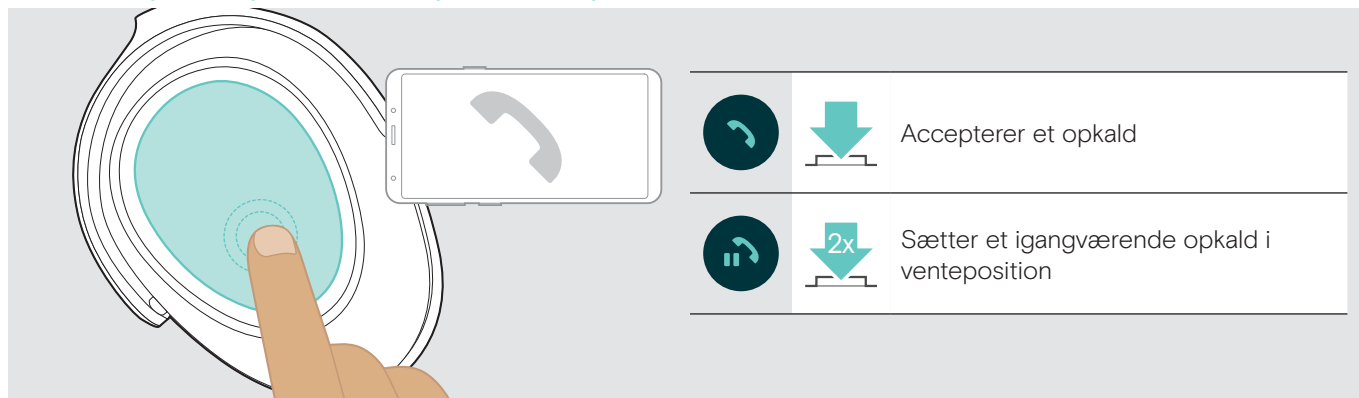 Accepterer et opkald
2x
Sætter et igangværende opkald i
venteposition